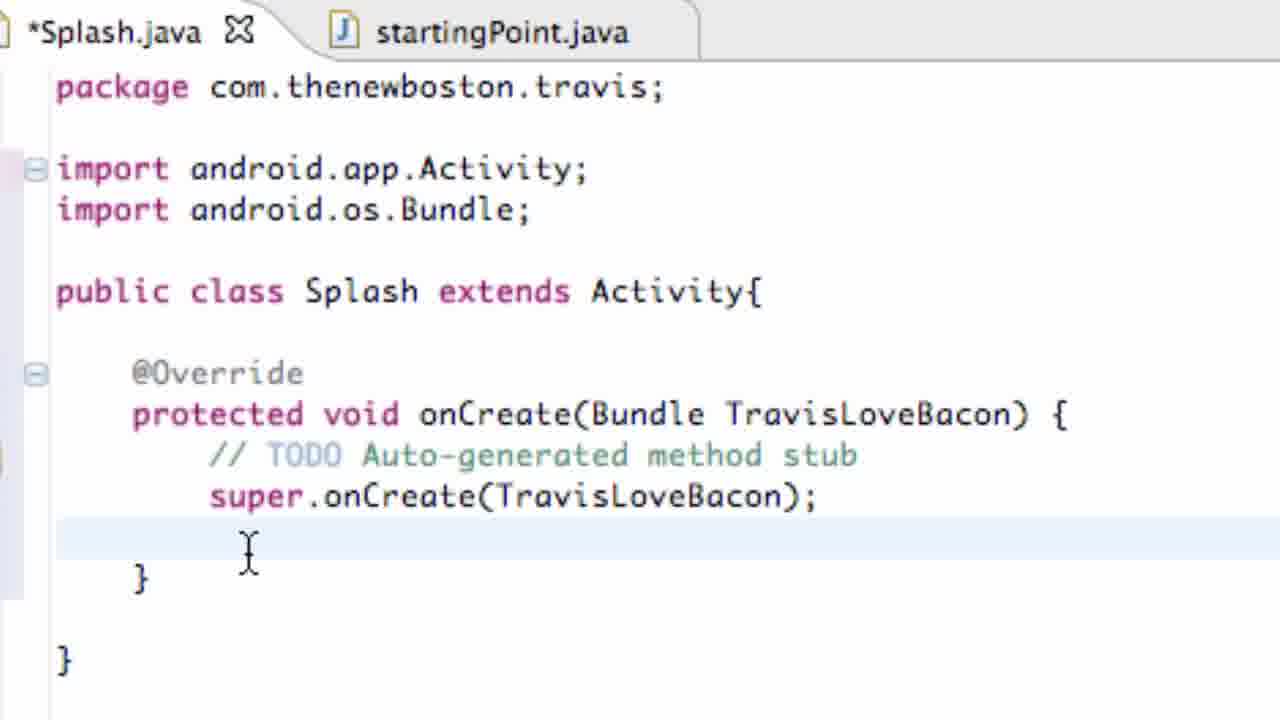 *Splash.java startingPoint.java
package com.thenewboston.travis;
import android.app.Activity;
import android.os.Bundle;
public class Splash extends Activity{
@Override
protected void onCreate(Bundle TravisLoveBacon) {
// TODO Auto-generated method stub
super.onCreate(TravisLoveBacon);
}
}